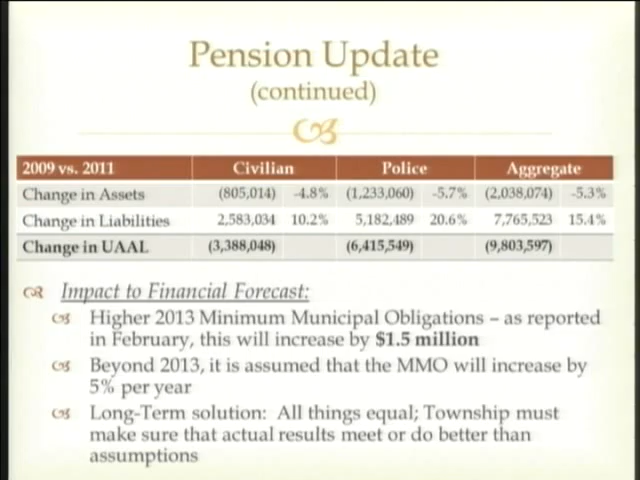 Pension Update
(continued)
2009 vs. 2011 Civilian Police Aggregate
Change in Assets (805,014) -4.8% (1,233,060) -5.7% (2,038,074) -5.3%
Change in Liabilities 2,583,034 10.2% 5,182,489 20.6% 7,765,523 15.4%
Change in UAAL (3,388,048) (6,415,549) (9,803,597)
Impact to Financial Forecast:
Higher 2013 Minimum Municipal Obligations – as reported
in February, this will increase by $1.5 million
Beyond 2013, it is assumed that the MMO will increase by
5% per year
Long-Term solution: All things equal; Township must
make sure that actual results meet or do better than
assumptions